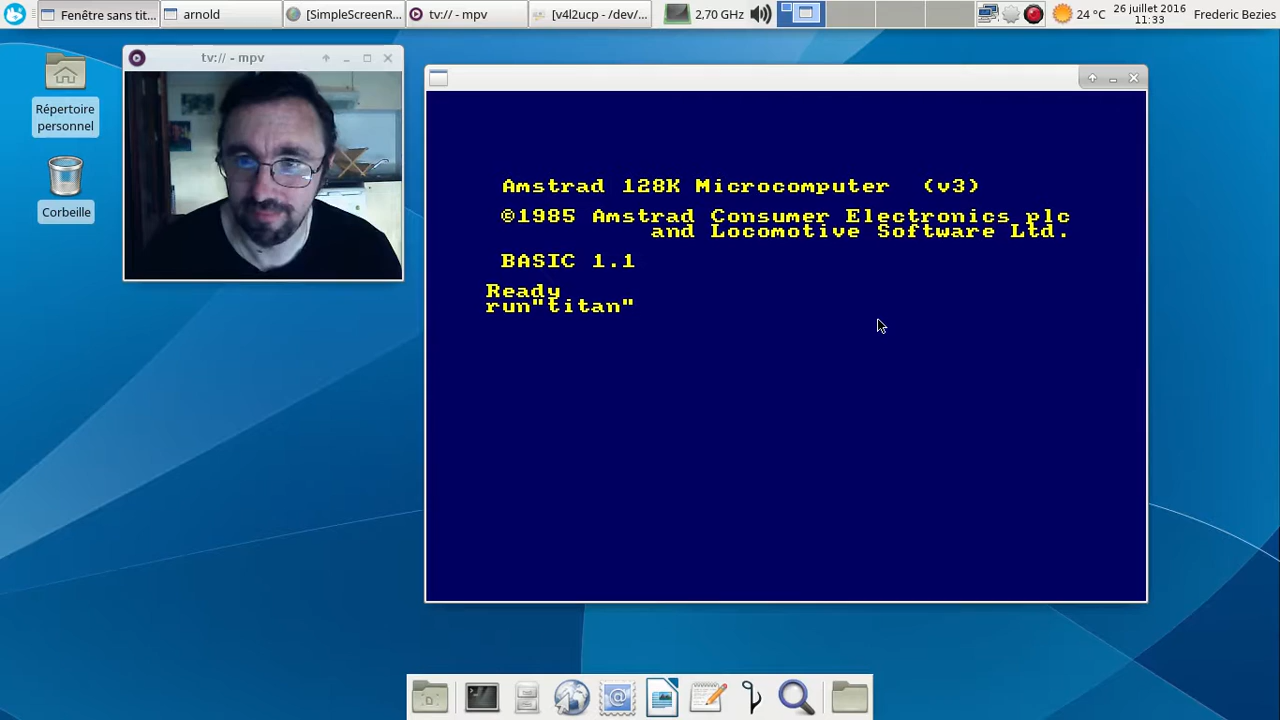 Fenêtre sans tit...
arnold
[SimpleScreenR...
tv:// - mpv
[v4l2ucp - /dev/...
2,70 GHz
24 °C
26 juillet 2016
11:33
Frederic Bezies
Répertoire
personnel
Corbeille
tv:// - mpv
Amstrad 128K Microcomputer (v3)
©1985 Amstrad Consumer Electronics plc
and Locomotive Software Ltd.
BASIC 1.1
Ready
run"titan"